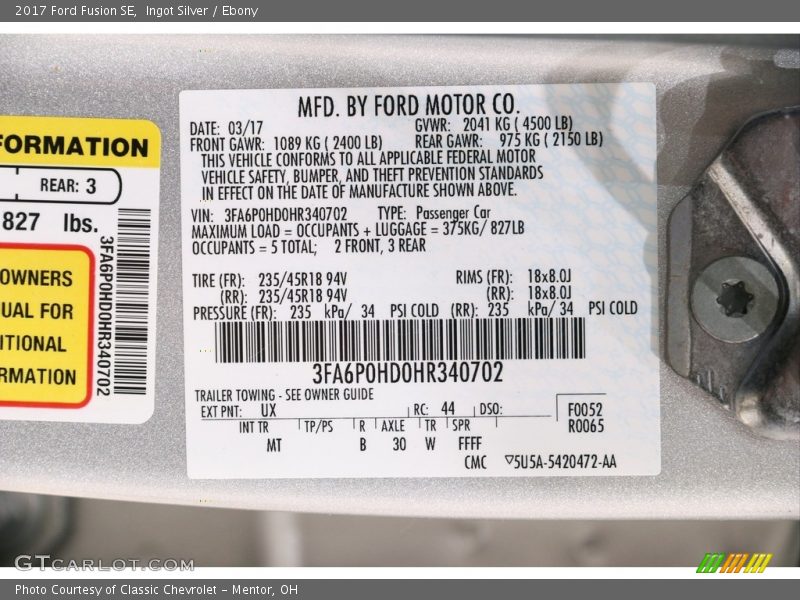 2017 Ford Fusion SE,  Ingot Silver / Ebony
FORMATION
REAR: 3
827 lbs.
OWNERS
UAL FOR
ITIONAL
RMATION
3FA6P0HD0HR340702
MFD. BY FORD MOTOR CO.
DATE: 03/17 GVWR: 2041 KG ( 4500 LB)
FRONT GAWR: 1089 KG ( 2400 LB) REAR GAWR: 975 KG ( 2150 LB)
THIS VEHICLE CONFORMS TO ALL APPLICABLE FEDERAL MOTOR
VEHICLE SAFETY, BUMPER, AND THEFT PREVENTION STANDARDS
IN EFFECT ON THE DATE OF MANUFACTURE SHOWN ABOVE.
VIN: 3FA6P0HD0HR340702 TYPE: Passenger Car
MAXIMUM LOAD = OCCUPANTS + LUGGAGE = 375KG/ 827LB
OCCUPANTS = 5 TOTAL; 2 FRONT, 3 REAR
TIRE (FR): 235/45R18 94V RIMS (FR): 18x8.0J
(RR): 235/45R18 94V (RR): 18x8.0J
PRESSURE (FR): 235 kPa/ 34 PSI COLD (RR): 235 kPa/ 34 PSI COLD
3FA6P0HD0HR340702
TRAILER TOWING - SEE OWNER GUIDE
EXT PNT: UX RC: 44 DSO: F0052
R0065
INT TR TP/PS R AXLE TR SPR
MT B 30 W FFFF
CMC ▽5U5A-5420472-AA
GTCARLOT.COM
Photo Courtesy of Classic Chevrolet - Mentor, OH